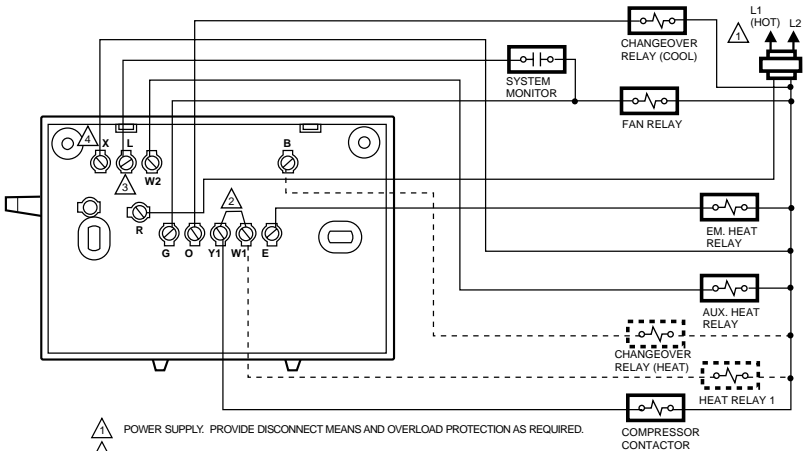 L1
(HOT) L2
1
CHANGEOVER
RELAY (COOL)
SYSTEM
MONITOR
FAN RELAY
4
X L
W2
B
3
2
R
G O Y1 W1 E
EM. HEAT
RELAY
AUX. HEAT
RELAY
CHANGEOVER
RELAY (HEAT)
HEAT RELAY 1
COMPRESSOR
CONTACTOR
1 POWER SUPPLY. PROVIDE DISCONNECT MEANS AND OVERLOAD PROTECTION AS REQUIRED.